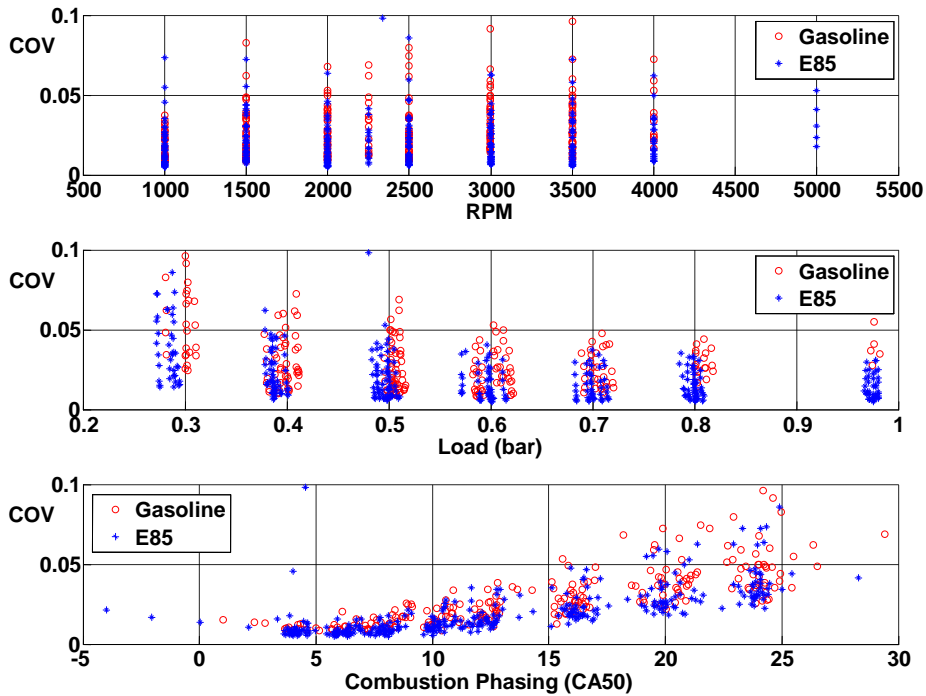 0.1
COV
0.05
0
Gasoline
E85
500 1000 1500 2000 2500 3000 3500 4000 4500 5000 5500
RPM
0.1
COV
0.05
0
Gasoline
E85
0.2 0.3 0.4 0.5 0.6 0.7 0.8 0.9 1
Load (bar)
0.1
COV
0.05
0
Gasoline
E85
-5 0 5 10 15 20 25 30
Combustion Phasing (CA50)